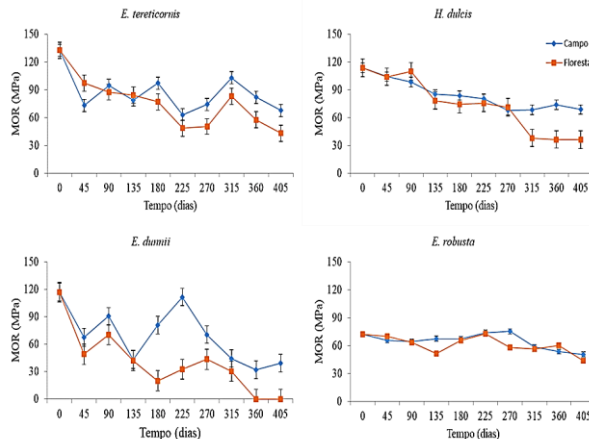 E. tereticornis
MOR (MPa)
150
120
90
60
30
0
0 45 90 135 180 225 270 315 360 405
Tempo (dias)
H. dulcis
MOR (MPa)
150
120
90
60
30
0
Campo
Floresta
0 45 90 135 180 225 270 315 360 405
Tempo (dias)
E. dunnii
MOR (MPa)
150
120
90
60
30
0
0 45 90 135 180 225 270 315 360 405
Tempo (dias)
E. robusta
MOR (MPa)
150
120
90
60
30
0
0 45 90 135 180 225 270 315 360 405
Tempo (dias)